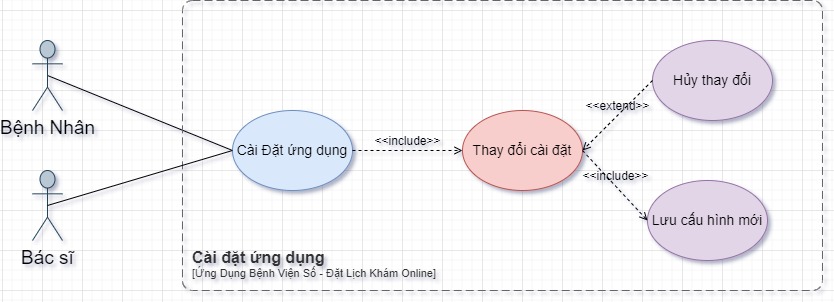 Bệnh Nhân
Bác sĩ
Cài Đặt ứng dụng
<<include>>
Thay đổi cài đặt
<<extend>>
Hủy thay đổi
<<include>>
Lưu cấu hình mới
Cài đặt ứng dụng
[Ứng Dụng Bệnh Viện Số - Đặt Lịch Khám Online]